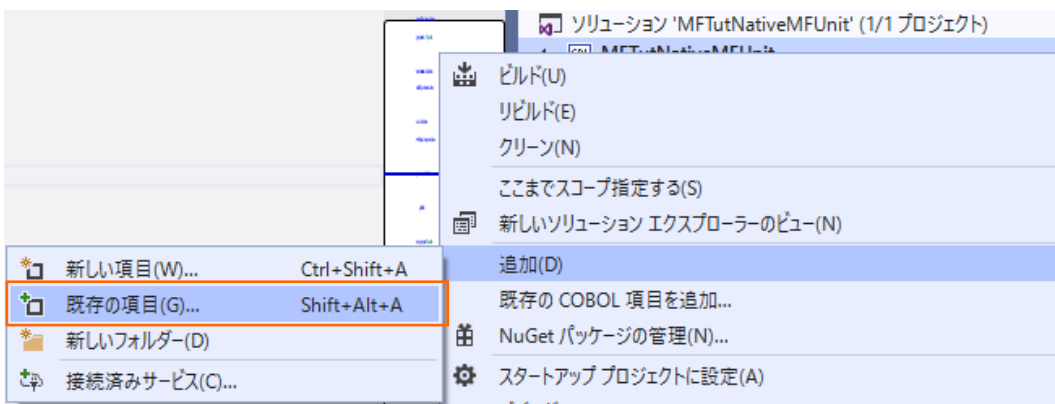 ソリューション 'MFTutNativeMFUnit' (1/1 プロジェクト)
MFTutNativeMFUnit
ビルド(U)
リビルド(E)
クリーン(N)
ここまでスコープ指定する(S)
新しいソリューション エクスプローラーのビュー(N)
追加(D)
既存の COBOL 項目を追加...
NuGet パッケージの管理(N)...
スタートアップ プロジェクトに設定(A)
新しい項目(W)... Ctrl+Shift+A
既存の項目(G)... Shift+Alt+A
新しいフォルダー(D)
接続済みサービス(C)...